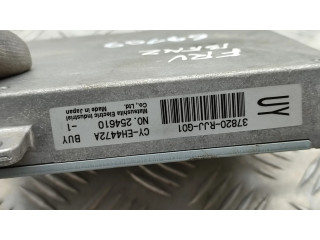 UY
37820-RJJ-G01
CY-EH4472A BUY
NO. 254610 -1
Matsushita Electric Industrial
Co., Ltd. Made in Japan
FRV